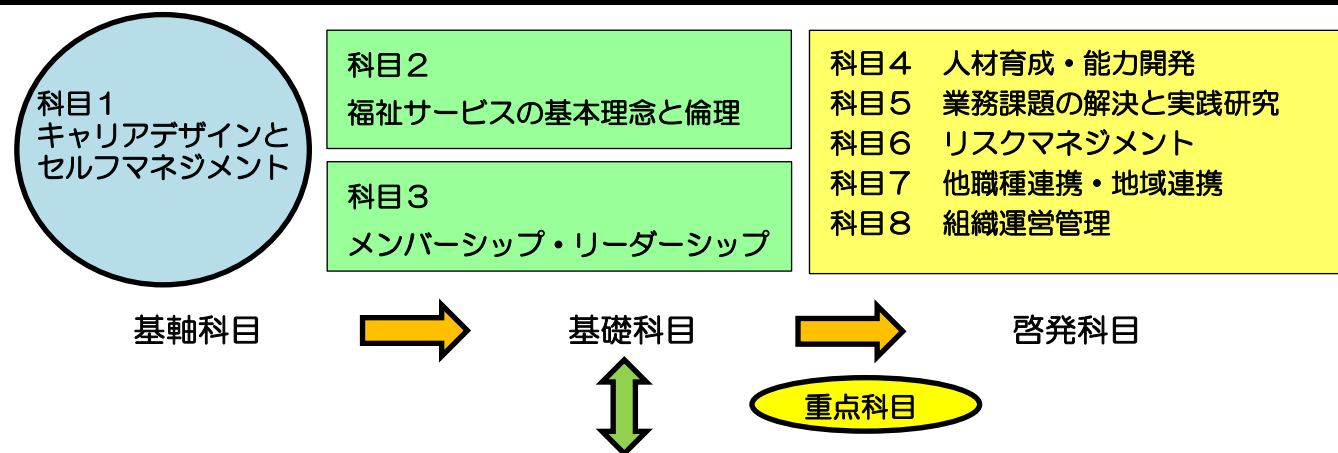 科目１
キャリアデザインと
セルフマネジメント
科目２
福祉サービスの基本理念と倫理
科目３
メンバーシップ・リーダーシップ
科目４　人材育成・能力開発
科目５　業務課題の解決と実践研究
科目６　リスクマネジメント
科目７　他職種連携・地域連携
科目８　組織運営管理
基軸科目
基礎科目
啓発科目
重点科目